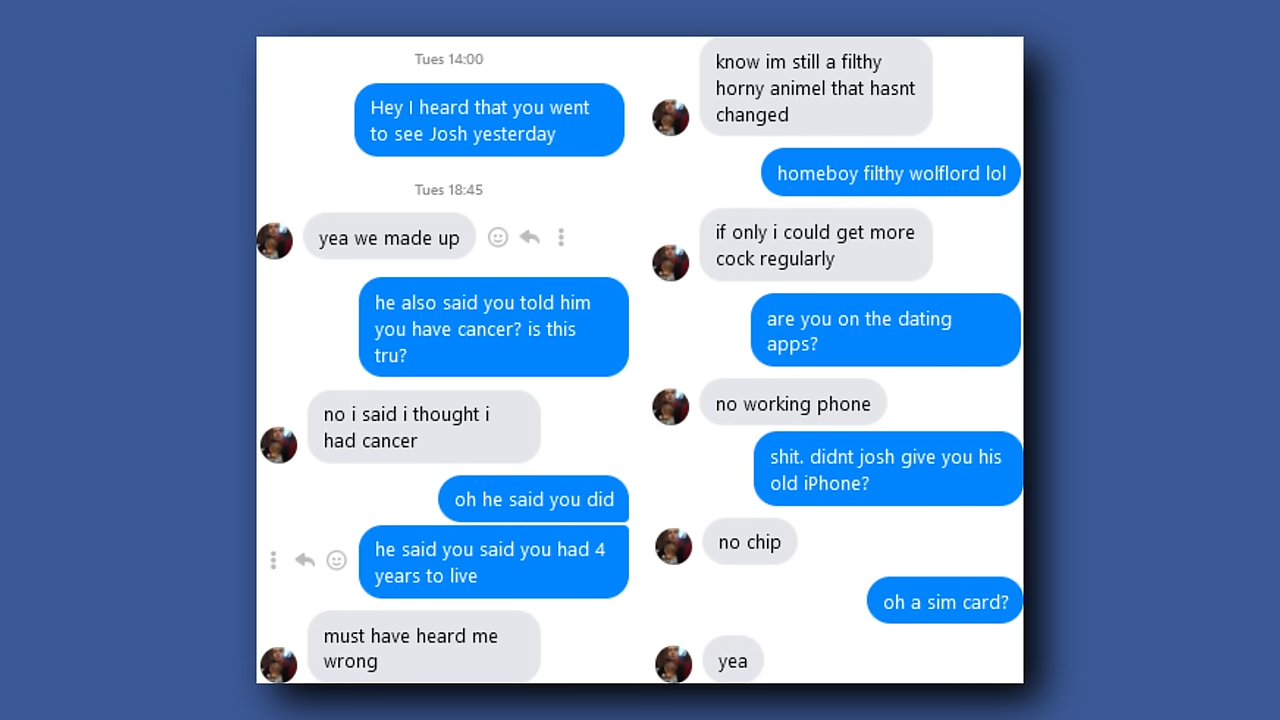 Tues 14:00
Hey I heard that you went
to see Josh yesterday
Tues 18:45
yea we made up
he also said you told him
you have cancer? is this
tru?
no i said i thought i
had cancer
oh he said you did
he said you said you had 4
years to live
must have heard me
wrong
know im still a filthy
horny animel that hasnt
changed
homeboy filthy wolflord lol
if only i could get more
cock regularly
are you on the dating
apps?
no working phone
shit. didnt josh give you his
old iPhone?
no chip
oh a sim card?
yea